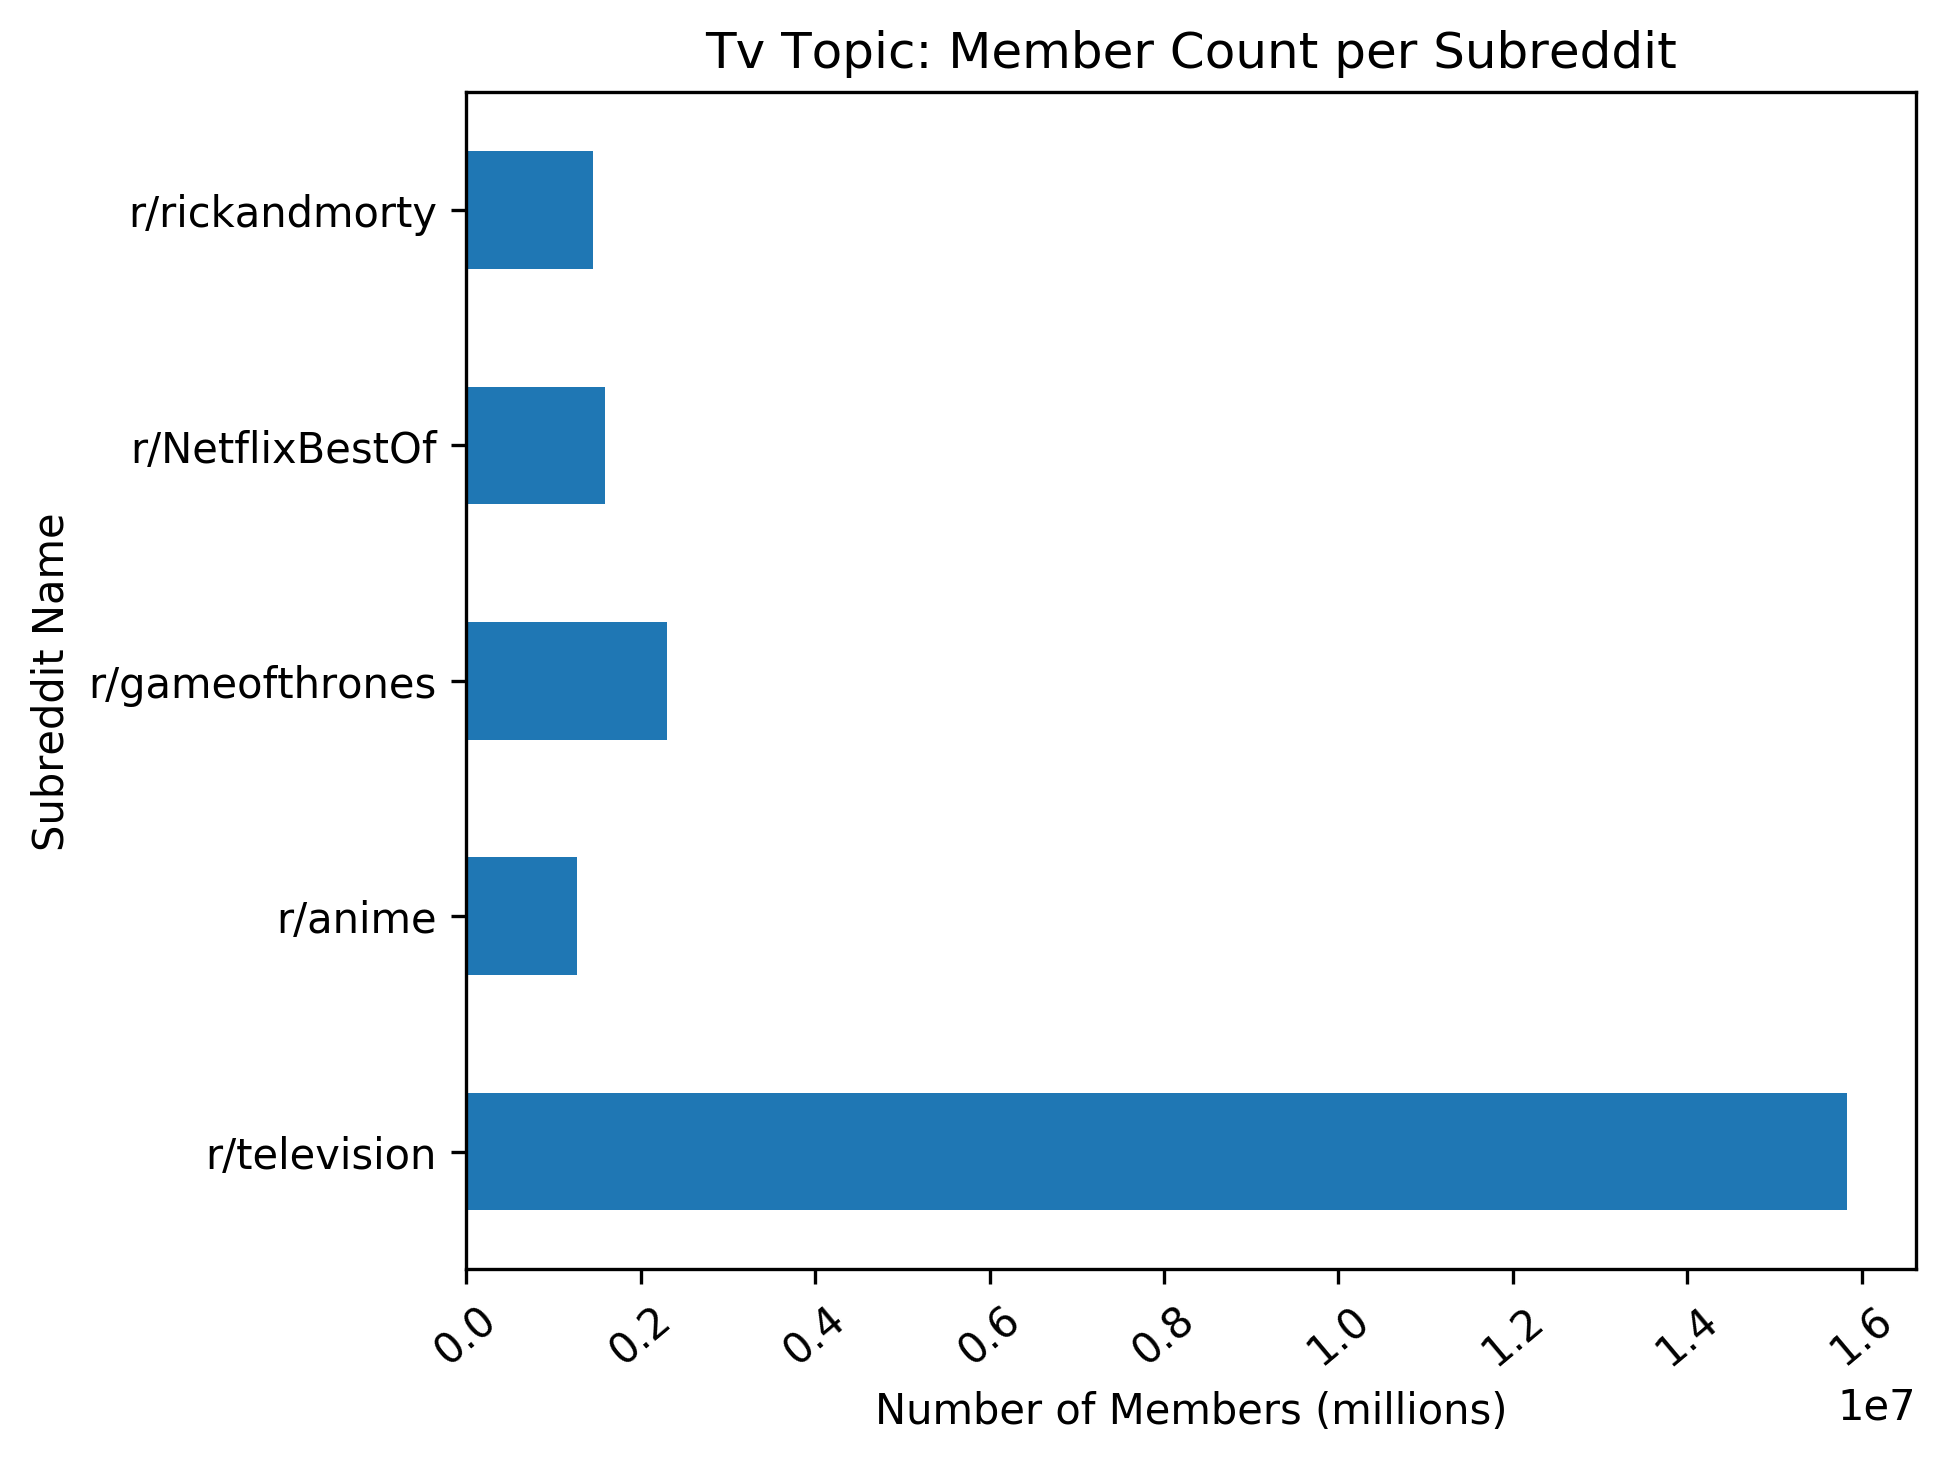 Tv Topic: Member Count per Subreddit
r/rickandmorty
r/NetflixBestOf
r/gameofthrones
r/anime
r/television
Subreddit Name
0.0 0.2 0.4 0.6 0.8 1.0 1.2 1.4 1.6
1e7
Number of Members (millions)